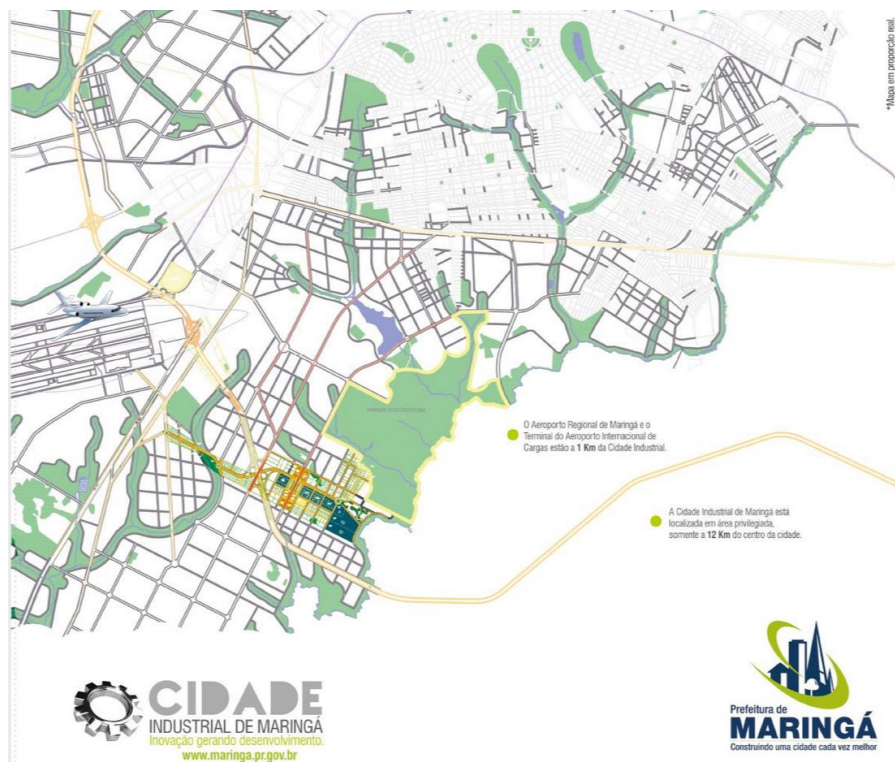 *Mapa em proporção real.
O Aeroporto Regional de Maringá e o
Terminal do Aeroporto Internacional de
Cargas estão a 1 Km da Cidade Industrial.
A Cidade Industrial de Maringá está
localizada em área privilegiada,
somente a 12 Km do centro da cidade.
CIDADE
INDUSTRIAL DE MARINGÁ
Inovação gerando desenvolvimento.
www.maringa.pr.gov.br
Prefeitura de
MARINGÁ
Construindo uma cidade cada vez melhor